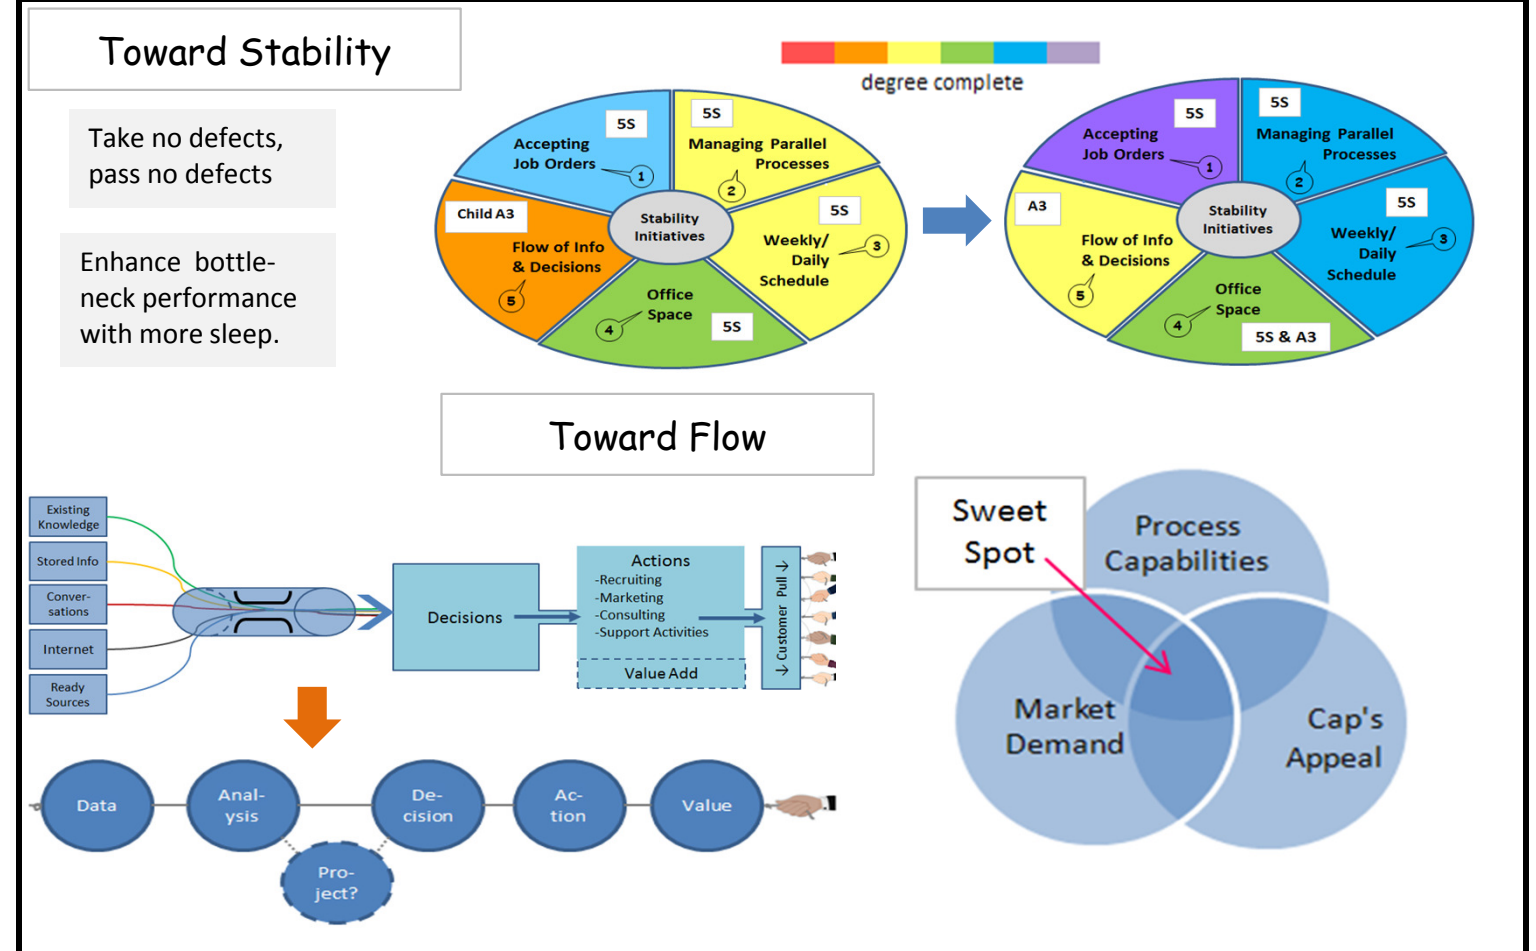 Toward Stability
Take no defects,
pass no defects
Enhance bottle-
neck performance
with more sleep.
degree complete
5S
Accepting
Job Orders
1
5S
Managing Parallel
Processes
2
Child A3
Flow of Info
& Decisions
5
Stability
Initiatives
5S
Weekly/
Daily
Schedule
3
Office
Space
4
5S
5S
Accepting
Job Orders
1
5S
Managing Parallel
Processes
2
A3
Flow of Info
& Decisions
5
Stability
Initiatives
5S
Weekly/
Daily
Schedule
3
Office
Space
4
5S & A3
Toward Flow
Existing
Knowledge
Stored Info
Conver-
sations
Internet
Ready
Sources
Decisions
Actions
-Recruiting
-Marketing
-Consulting
-Support Activities
Value Add
↓ Customer Pull ↓
Data
Anal-
ysis
De-
cision
Ac-
tion
Value
Pro-
ject?
Sweet
Spot
Process
Capabilities
Market
Demand
Cap's
Appeal